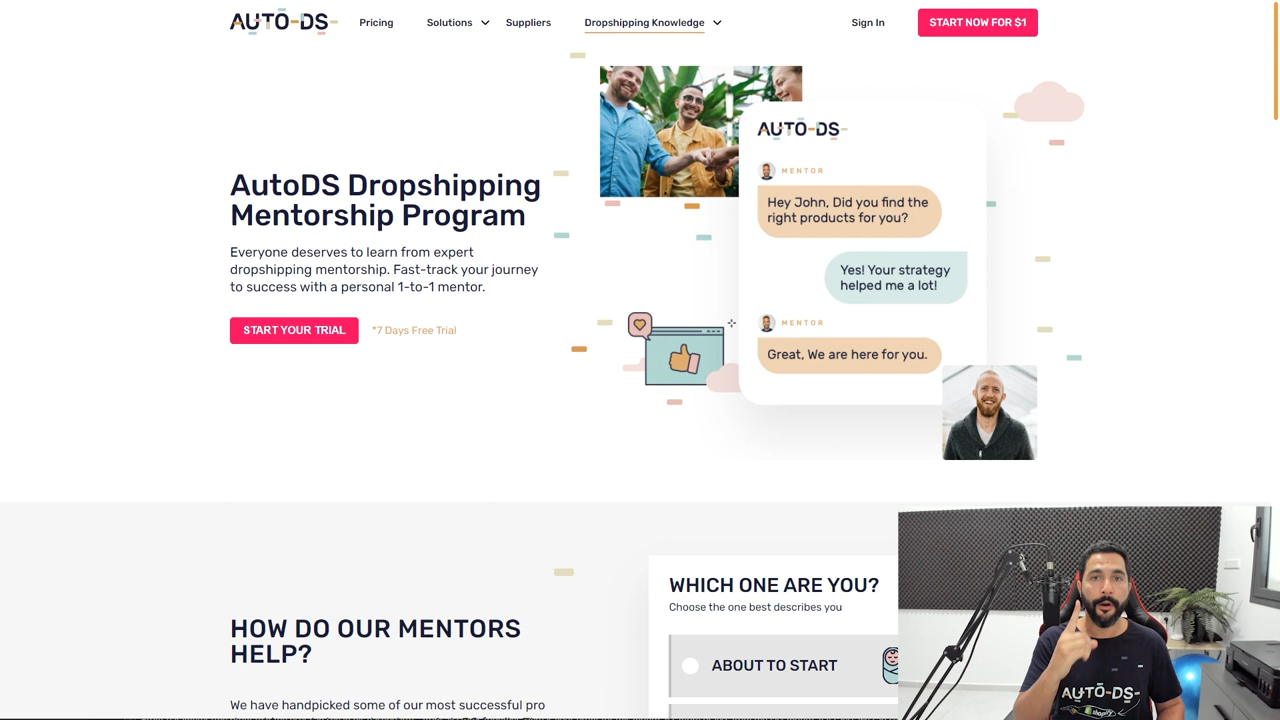 AUTO-DS
Pricing
Solutions
Suppliers
Dropshipping Knowledge
Sign In
START NOW FOR $1
AutoDS Dropshipping
Mentorship Program
Everyone deserves to learn from expert
dropshipping mentorship. Fast-track your journey
to success with a personal 1-to-1 mentor.
START YOUR TRIAL
*7 Days Free Trial
AUTO-DS
MENTOR
Hey John, Did you find the
right products for you?
Yes! Your strategy
helped me a lot!
MENTOR
Great, We are here for you.
HOW DO OUR MENTORS
HELP?
We have handpicked some of our most successful pro
WHICH ONE ARE YOU?
Choose the one best describes you
ABOUT TO START
AUTO-DS
shopify